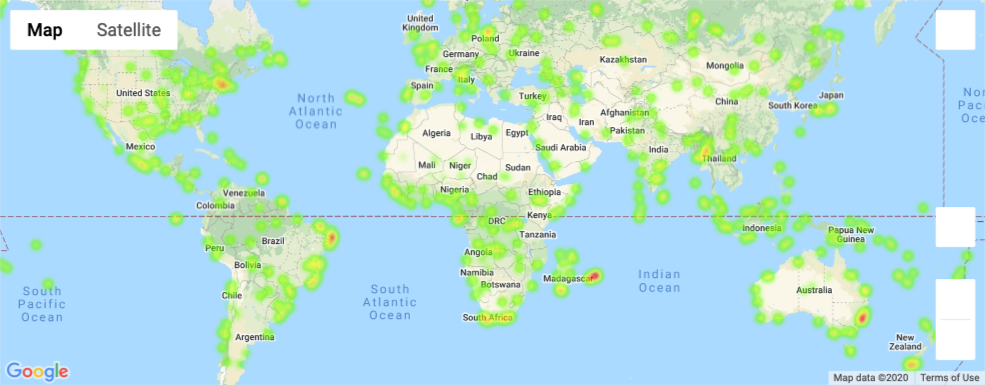 Map
Satellite
United
Kingdom
Poland
Germany
Ukraine
France
Kazakhstan
Mongolia
Spain
Italy
Turkey
Afghanistan
China
South Korea
Japan
United States
North
Atlantic
Ocean
Iraq
Iran
Pakistan
Algeria
Libya
Egypt
Saudi Arabia
India
Thailand
Mexico
Mali
Niger
Chad
Sudan
Nigeria
Ethiopia
Venezuela
Colombia
DRC
Kenya
Tanzania
Indonesia
Papua New
Guinea
Peru
Brazil
Bolivia
Angola
Namibia
Botswana
Madagascar
Indian
Ocean
Australia
South
Pacific
Ocean
Chile
South
Atlantic
Ocean
South Africa
Argentina
New
Zealand
Nor
Pac
Oce
Google
Map data ©2020
Terms of Use